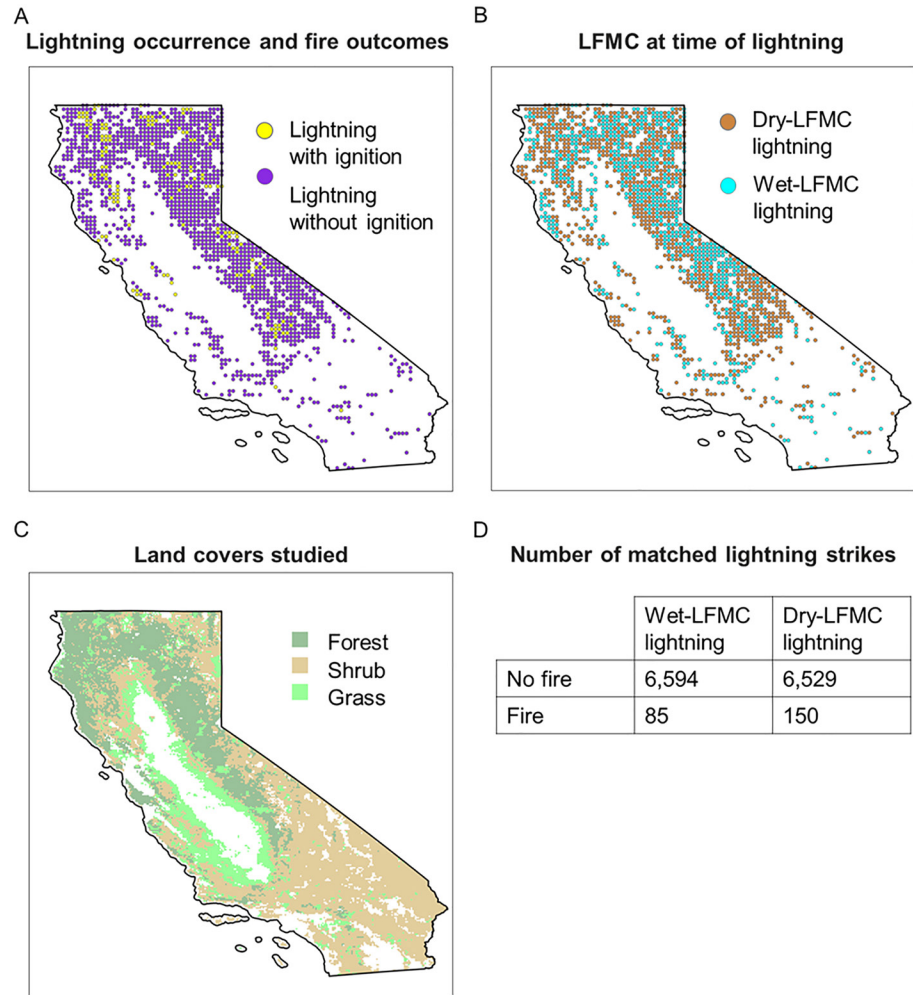 A
Lightning occurrence and fire outcomes
Lightning
with ignition
Lightning
without ignition
B
LFMC at time of lightning
Dry-LFMC
lightning
Wet-LFMC
lightning
C
Land covers studied
Forest
Shrub
Grass
D
Number of matched lightning strikes
Wet-LFMC
lightning
Dry-LFMC
lightning
No fire
6,594
6,529
Fire
85
150